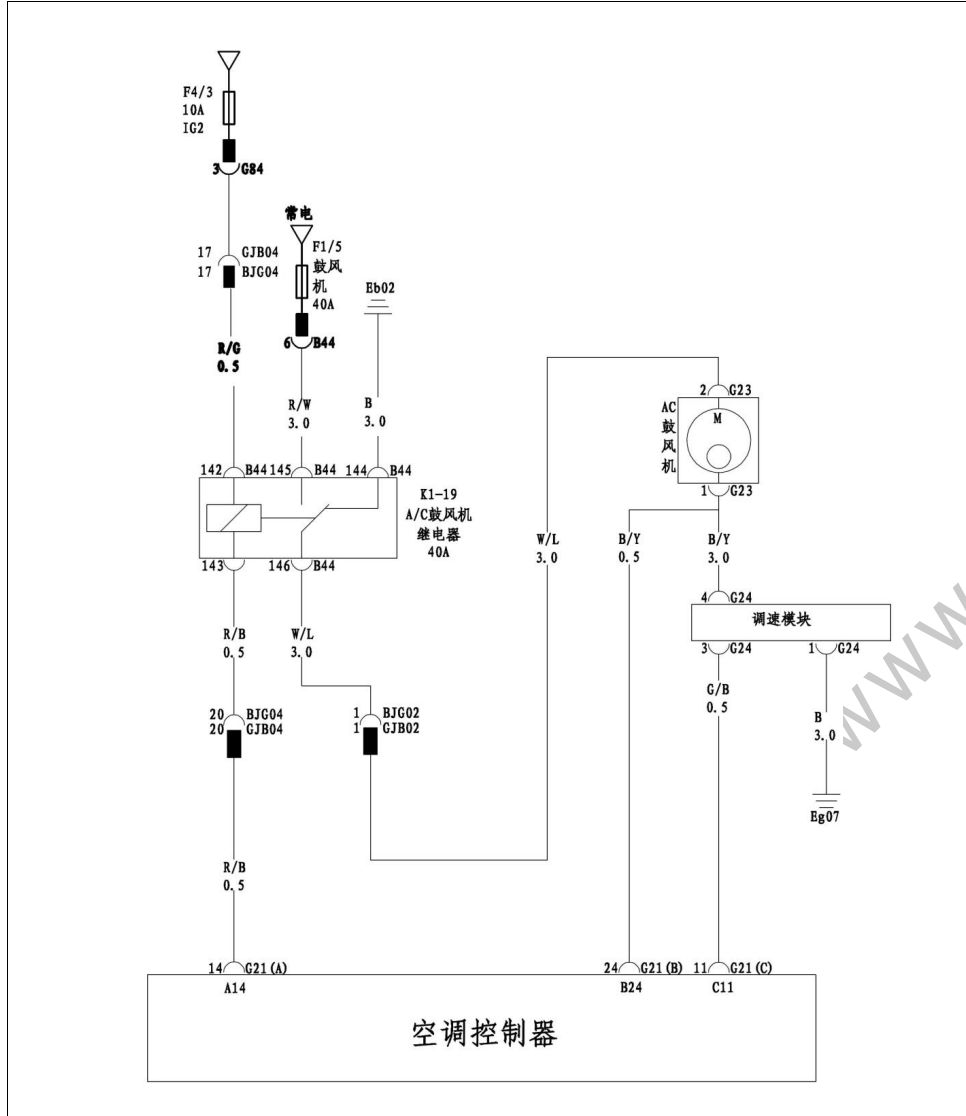 F4/3
10A
IG2
3 G84
常电
17 GJB04
17 BJG04
F1/5
鼓风
机
40A
Eb02
6 B44
R/G
0.5
R/W
3.0
B
3.0
2 G23
AC
鼓
风
机
M
1 G23
142 B44 145 B44 144 B44
K1-19
A/C鼓风机
继电器
40A
143 146 B44
W/L
3.0
B/Y
0.5
B/Y
3.0
4 G24
调速模块
3 G24 1 G24
R/B
0.5
W/L
3.0
G/B
0.5
B
3.0
20 BJG04
20 GJB04
1 BJG02
1 GJB02
Eg07
R/B
0.5
14 G21(A)
24 G21(B) 11 G21(C)
A14
B24
C11
空调控制器
www